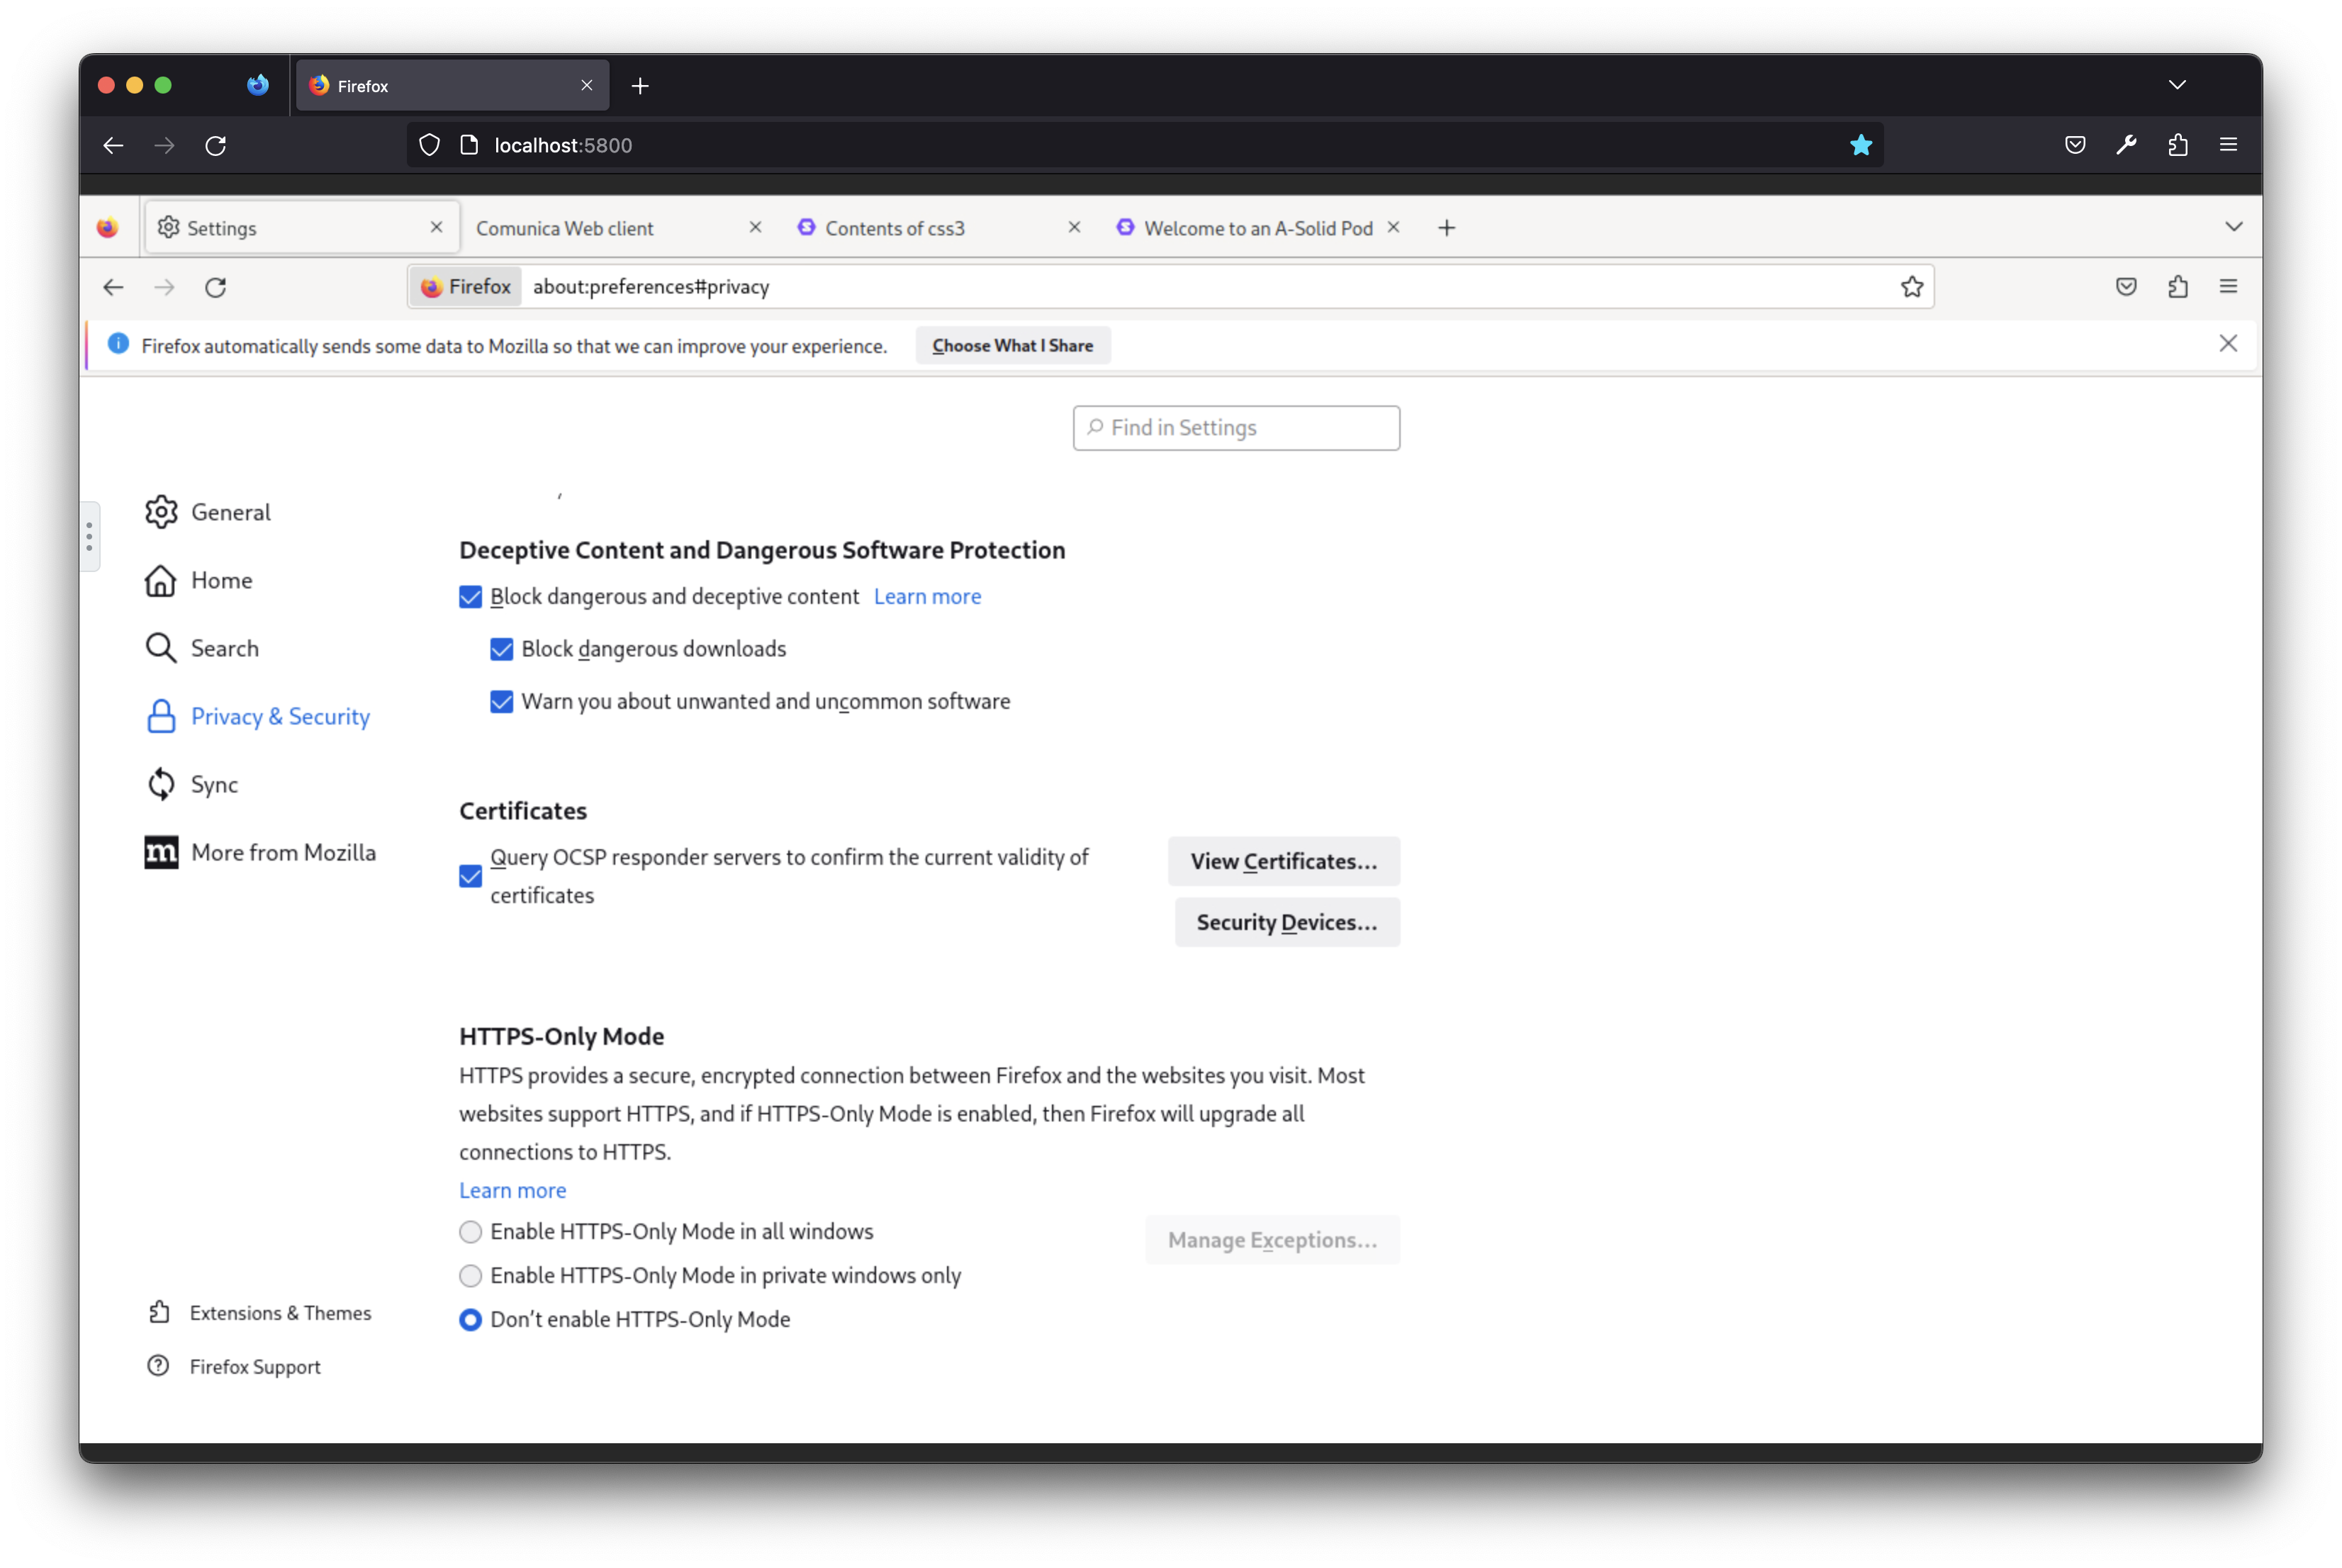 Firefox
localhost:5800
Settings
Comunica Web client
Contents of css3
Welcome to an A-Solid Pod
Firefox about:preferences#privacy
Firefox automatically sends some data to Mozilla so that we can improve your experience.
Choose What I Share
Find in Settings
General
Home
Search
Privacy & Security
Sync
m More from Mozilla
Extensions & Themes
Firefox Support
Deceptive Content and Dangerous Software Protection
Block dangerous and deceptive content Learn more
Block dangerous downloads
Warn you about unwanted and uncommon software
Certificates
Query OCSP responder servers to confirm the current validity of
certificates
View Certificates...
Security Devices...
HTTPS-Only Mode
HTTPS provides a secure, encrypted connection between Firefox and the websites you visit. Most
websites support HTTPS, and if HTTPS-Only Mode is enabled, then Firefox will upgrade all
connections to HTTPS.
Learn more
Enable HTTPS-Only Mode in all windows
Manage Exceptions...
Enable HTTPS-Only Mode in private windows only
Don’t enable HTTPS-Only Mode